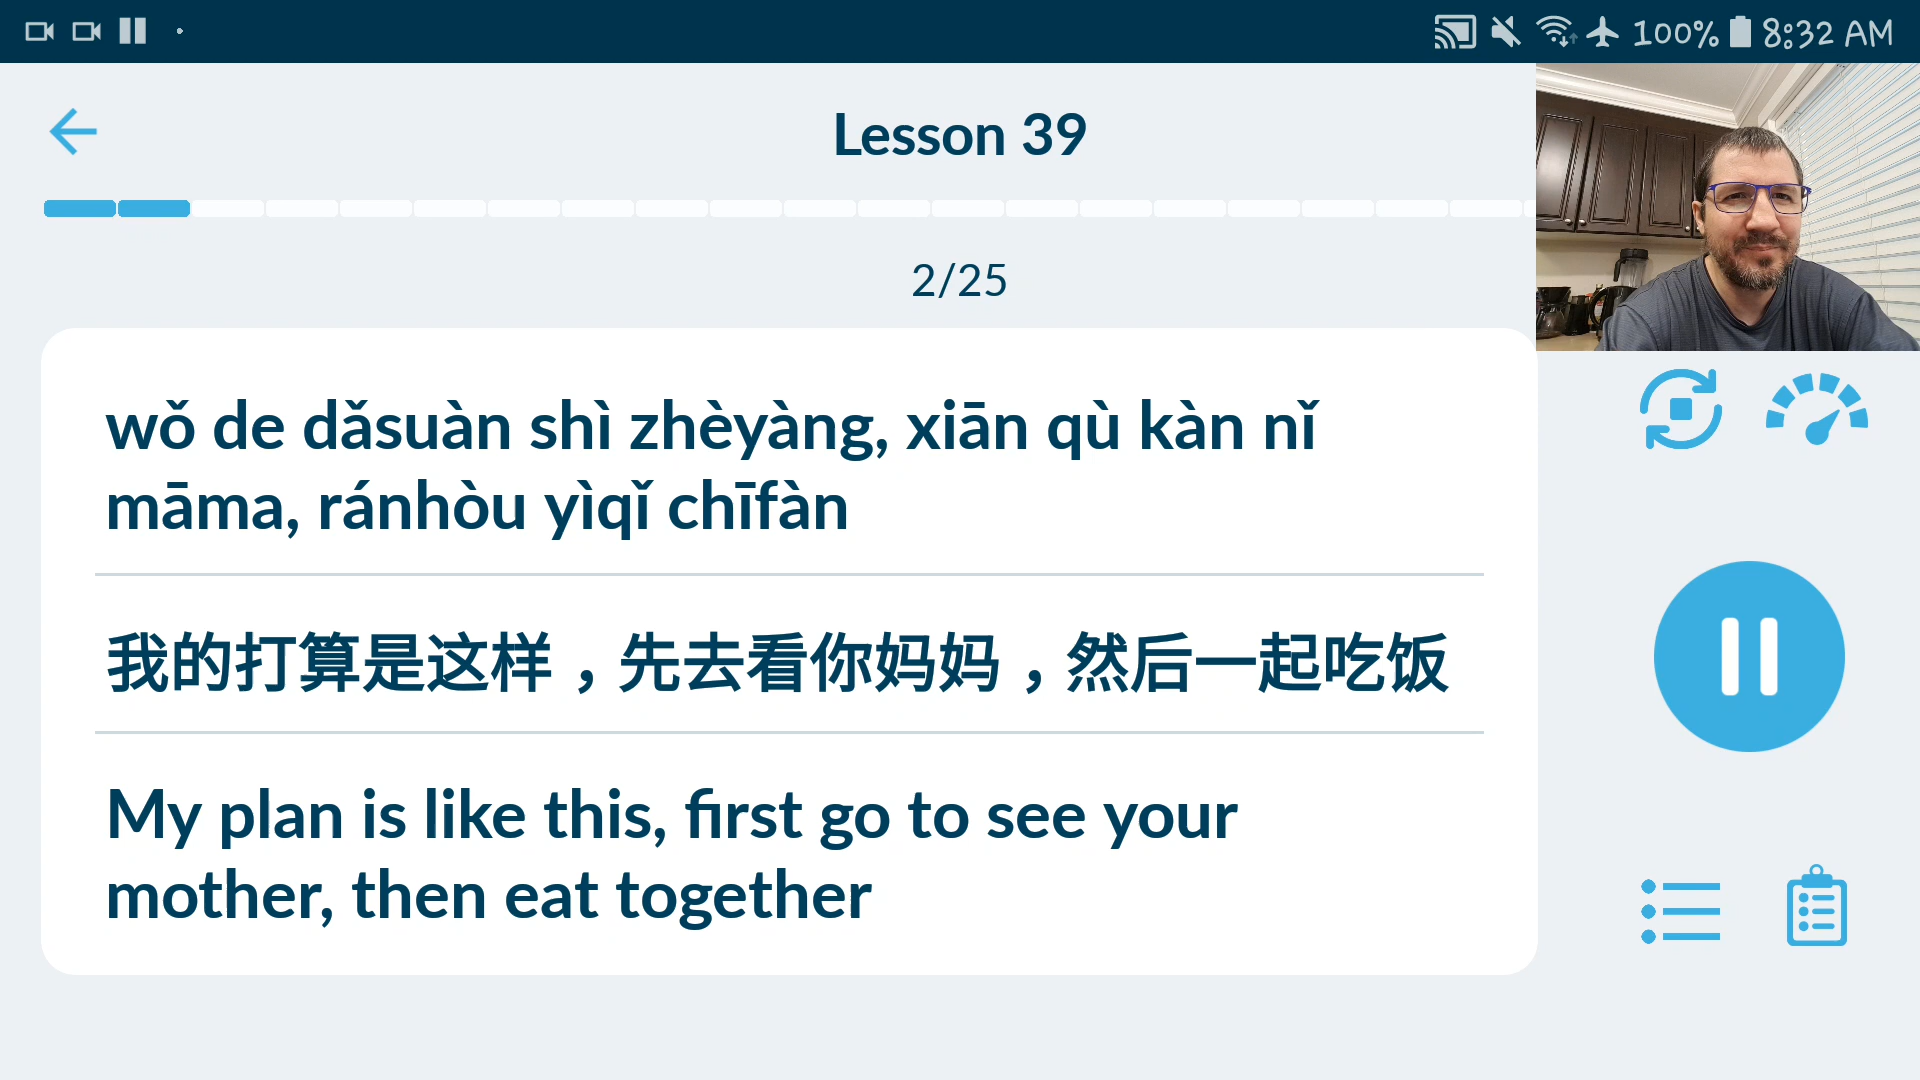 100% 8:32 AM
Lesson 39
2/25
wǒ de dǎsuàn shì zhèyàng, xiān qù kàn nǐ
māma, ránhòu yìqǐ chīfàn
我的打算是这样，先去看你妈妈，然后一起吃饭
My plan is like this, first go to see your
mother, then eat together